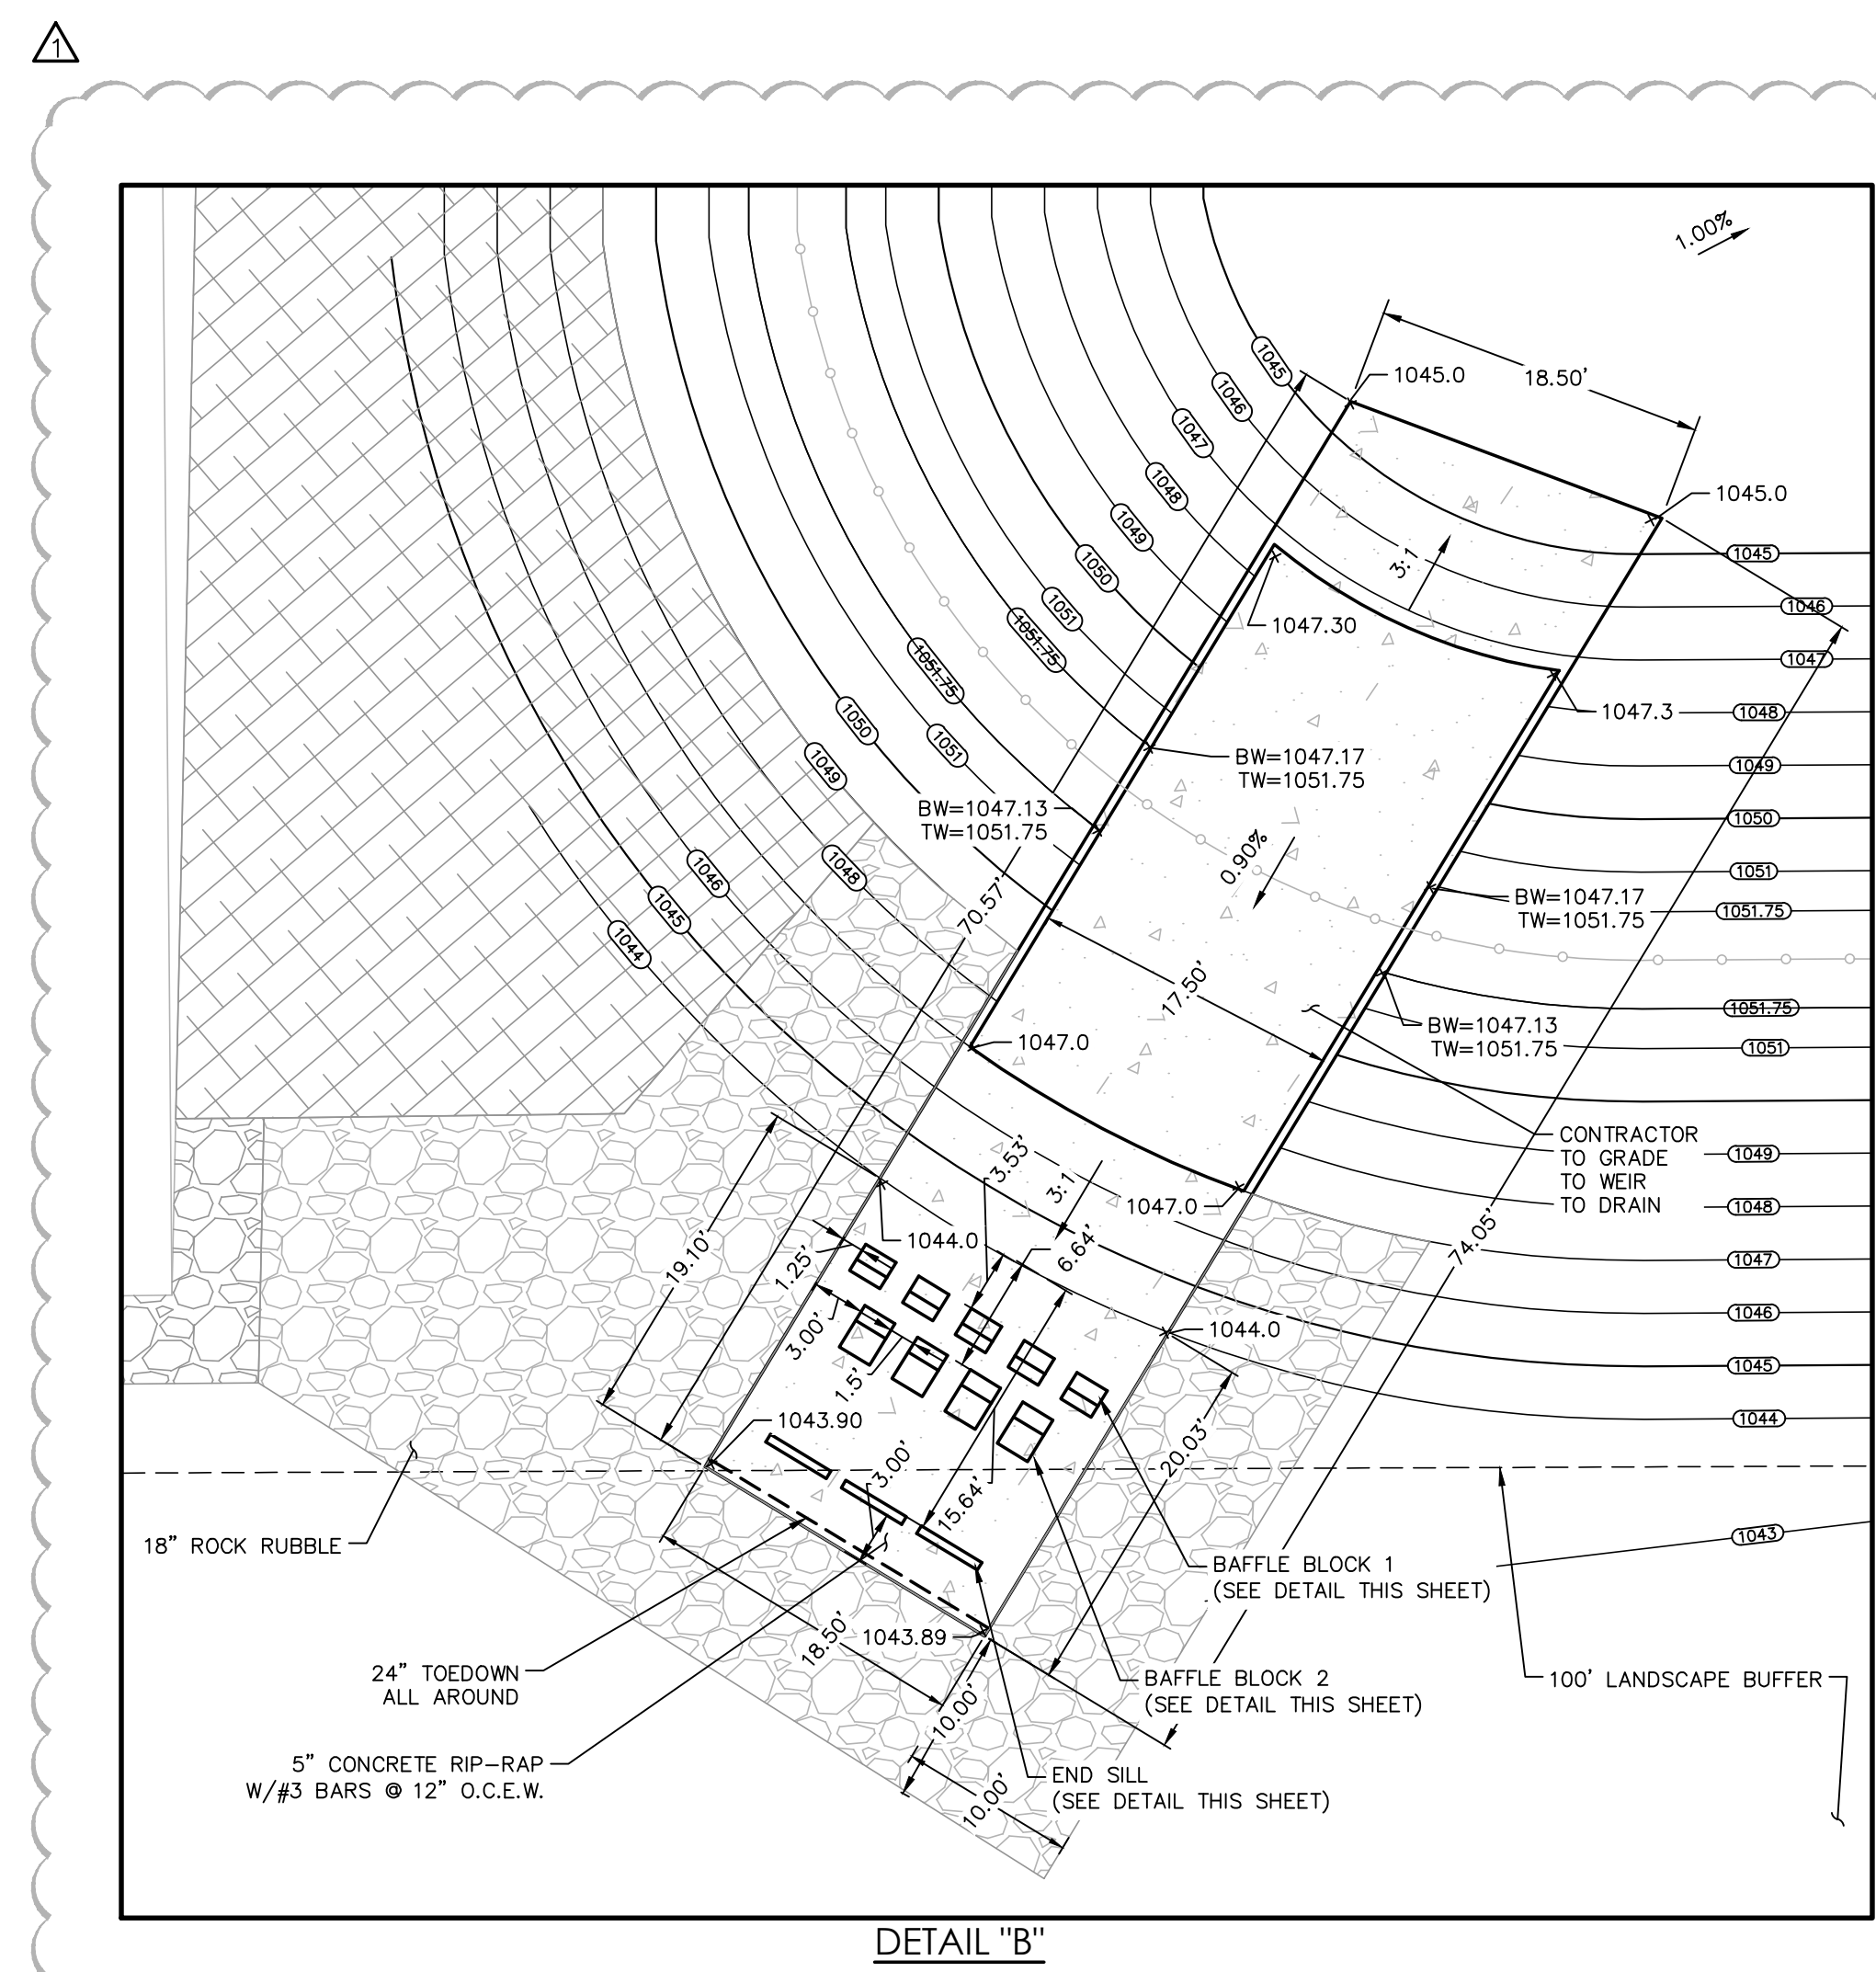 1
1.00%
1045.0
18.50'
1045
1046
1047
1048
1049
1050
1051
1051.75
1045.0
1045
1046
1047
3:1
1047.30
1047.3
1048
1049
1050
1051
1051.75
1051.75
1051
1050
1049
1048
1046
1045
1044
BW=1047.17
TW=1051.75
BW=1047.13
TW=1051.75
0.90%
BW=1047.17
TW=1051.75
1051.75
1051.75
BW=1047.13
TW=1051.75
1051
70.57'
17.50'
1047.0
CONTRACTOR
TO GRADE
TO WEIR
TO DRAIN
1049
1048
1047
1046
1045
1044
1043
74.05'
3.53'
3:1
1047.0
6.64'
1044.0
1044.0
19.10'
1.25'
3.00'
1.5'
1043.90
3.00'
15.64'
20.03'
18" ROCK RUBBLE
BAFFLE BLOCK 1
(SEE DETAIL THIS SHEET)
1043.89
18.50'
24" TOEDOWN
ALL AROUND
BAFFLE BLOCK 2
(SEE DETAIL THIS SHEET)
100' LANDSCAPE BUFFER
10.00'
5" CONCRETE RIP-RAP
W/#3 BARS @ 12" O.C.E.W.
END SILL
(SEE DETAIL THIS SHEET)
10.00'
DETAIL "B"